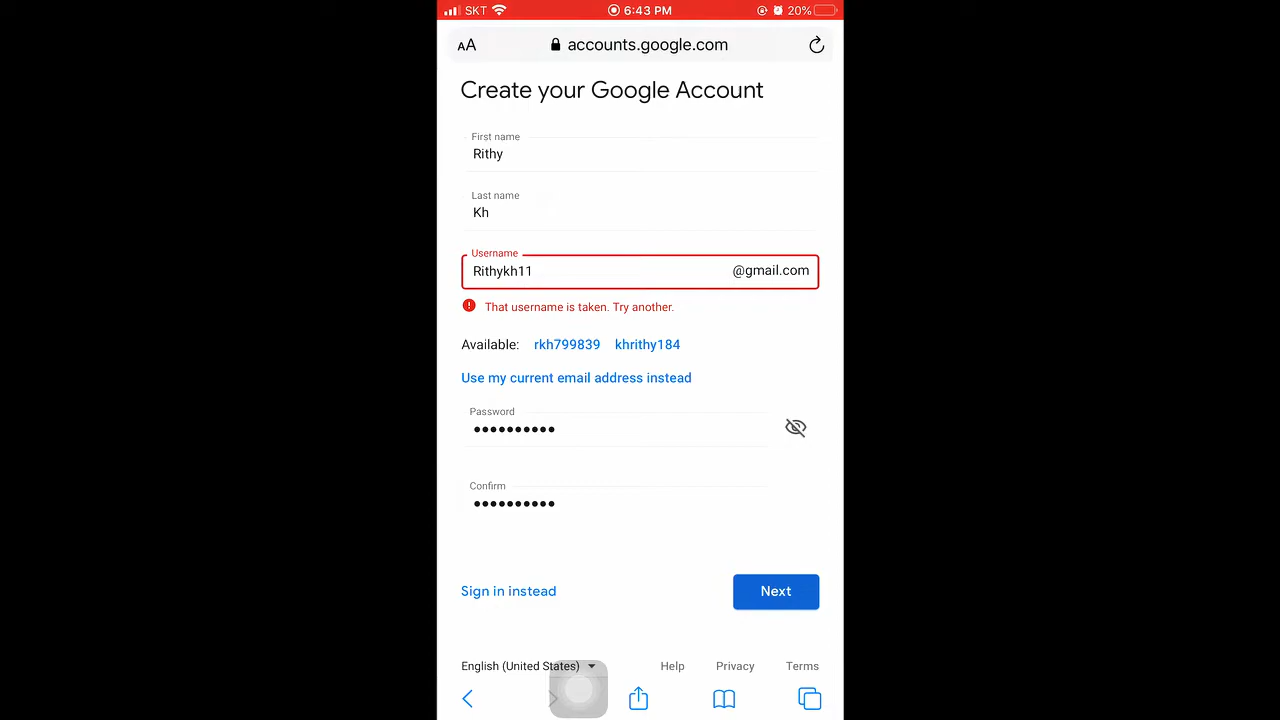 SKT 6:43 PM 20%
AA accounts.google.com
Create your Google Account
First name
Rithy
Last name
Kh
Username
Rithykh11 @gmail.com
That username is taken. Try another.
Available: rkh799839 khrithy184
Use my current email address instead
Password
••••••••••
Confirm
••••••••••
Sign in instead Next
English (United States) Help Privacy Terms